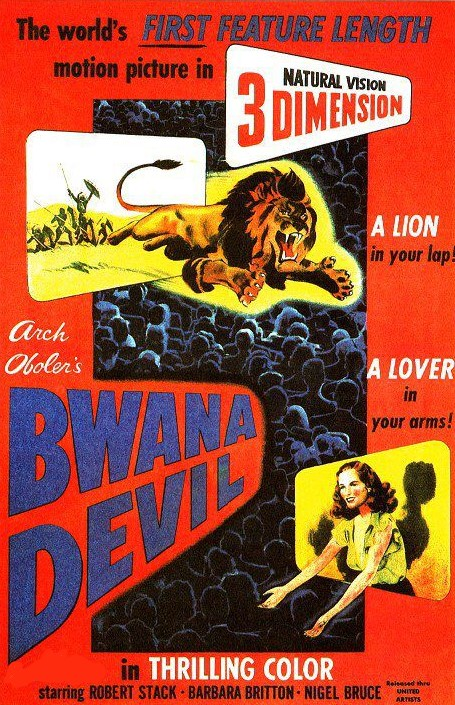 The world's FIRST FEATURE LENGTH
motion picture in
NATURAL VISION
3 DIMENSION
A LION
in your lap!
Arch
Oboler's
A LOVER
in
your arms!
BWANA
DEVIL
in THRILLING COLOR
starring ROBERT STACK · BARBARA BRITTON · NIGEL BRUCE
Released thru
UNITED
ARTISTS